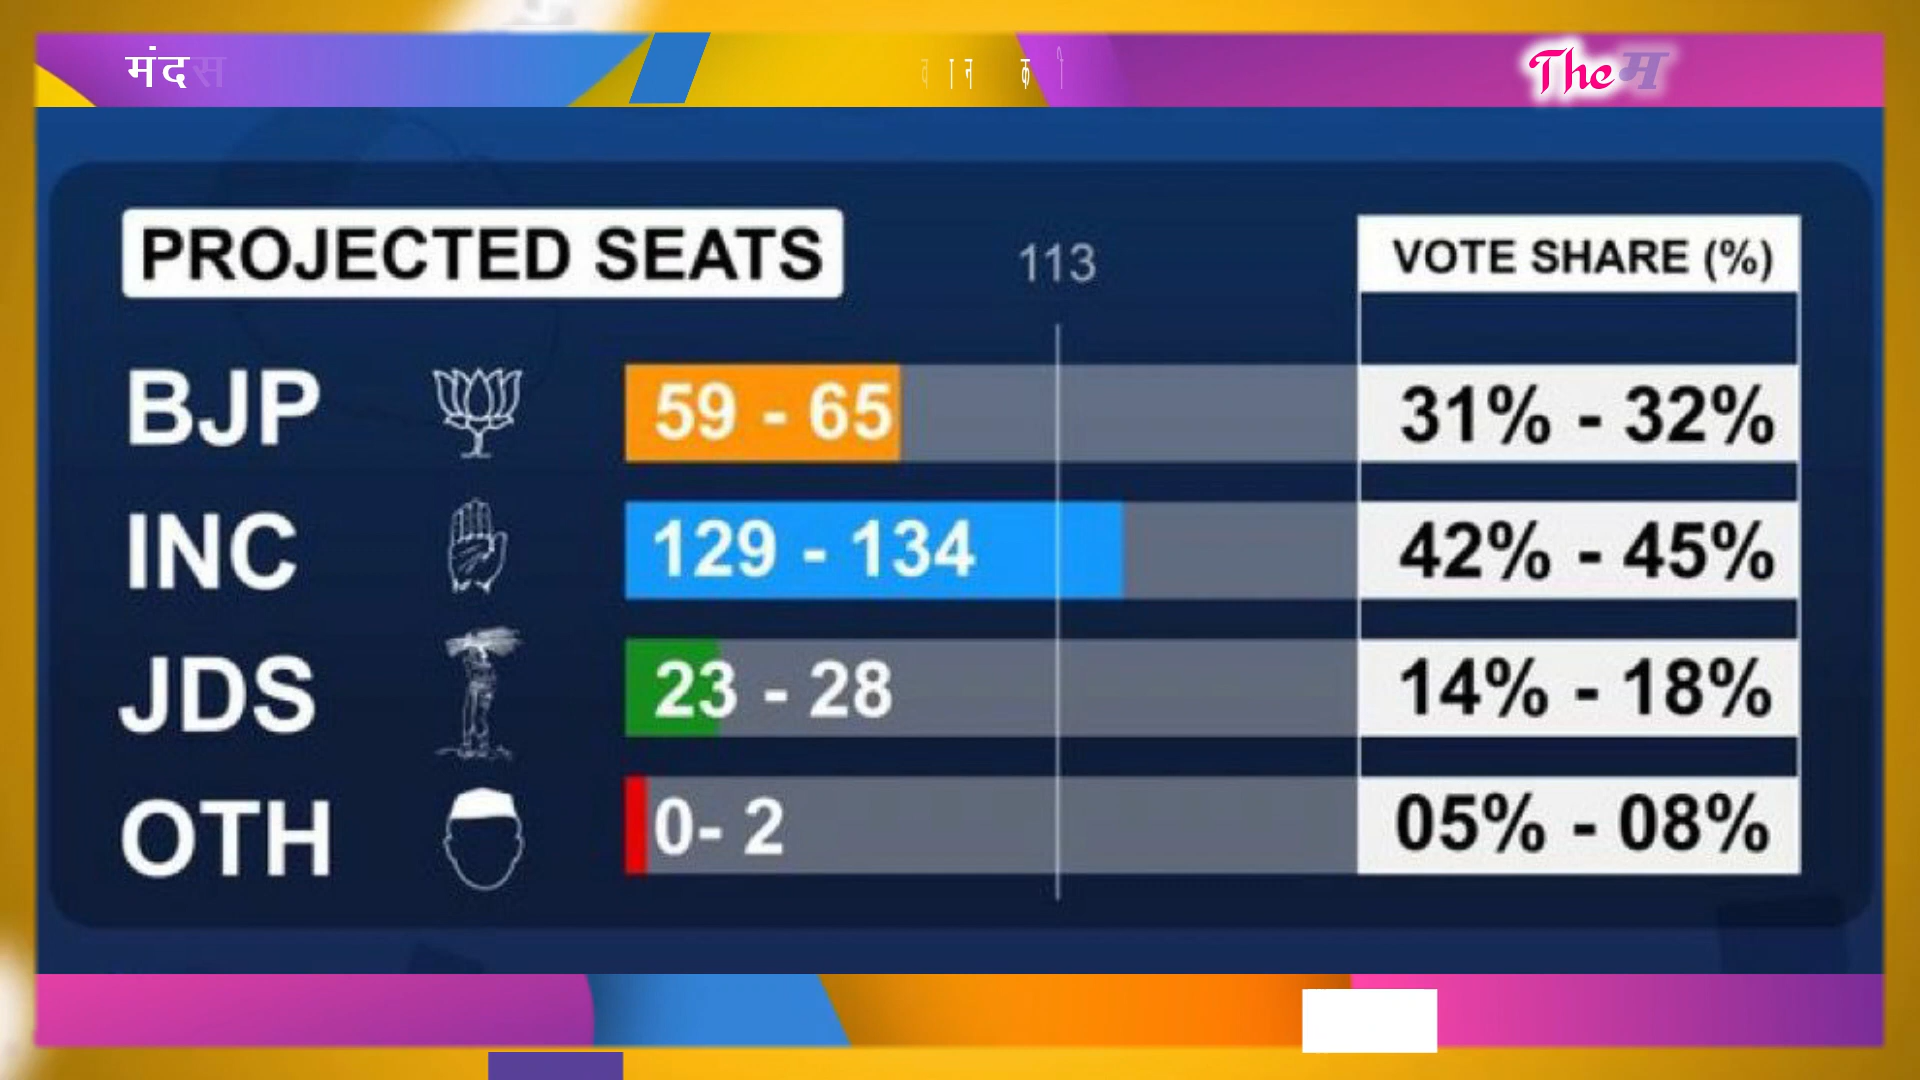 मंदस
The म
PROJECTED SEATS
113
VOTE SHARE (%)
BJP 59 - 65 31% - 32%
INC 129 - 134 42% - 45%
JDS 23 - 28 14% - 18%
OTH 0- 2 05% - 08%